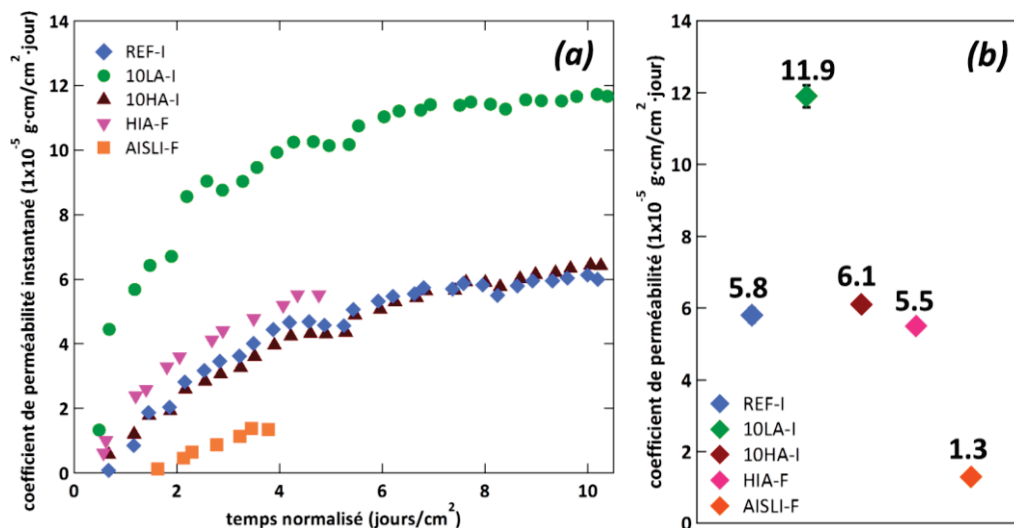 coefficient de perméabilité instantané (1x10⁻⁵ g·cm/cm²·jour)
14
12
10
8
6
4
2
0
REF-I
10LA-I
10HA-I
HIA-F
AISLI-F
(a)
0
2
4
6
8
10
temps normalisé (jours/cm²)
coefficient de perméabilité (1x10⁻⁵ g·cm/cm²·jour)
14
12
10
8
6
4
2
0
(b)
11.9
5.8
6.1
5.5
1.3
REF-I
10LA-I
10HA-I
HIA-F
AISLI-F